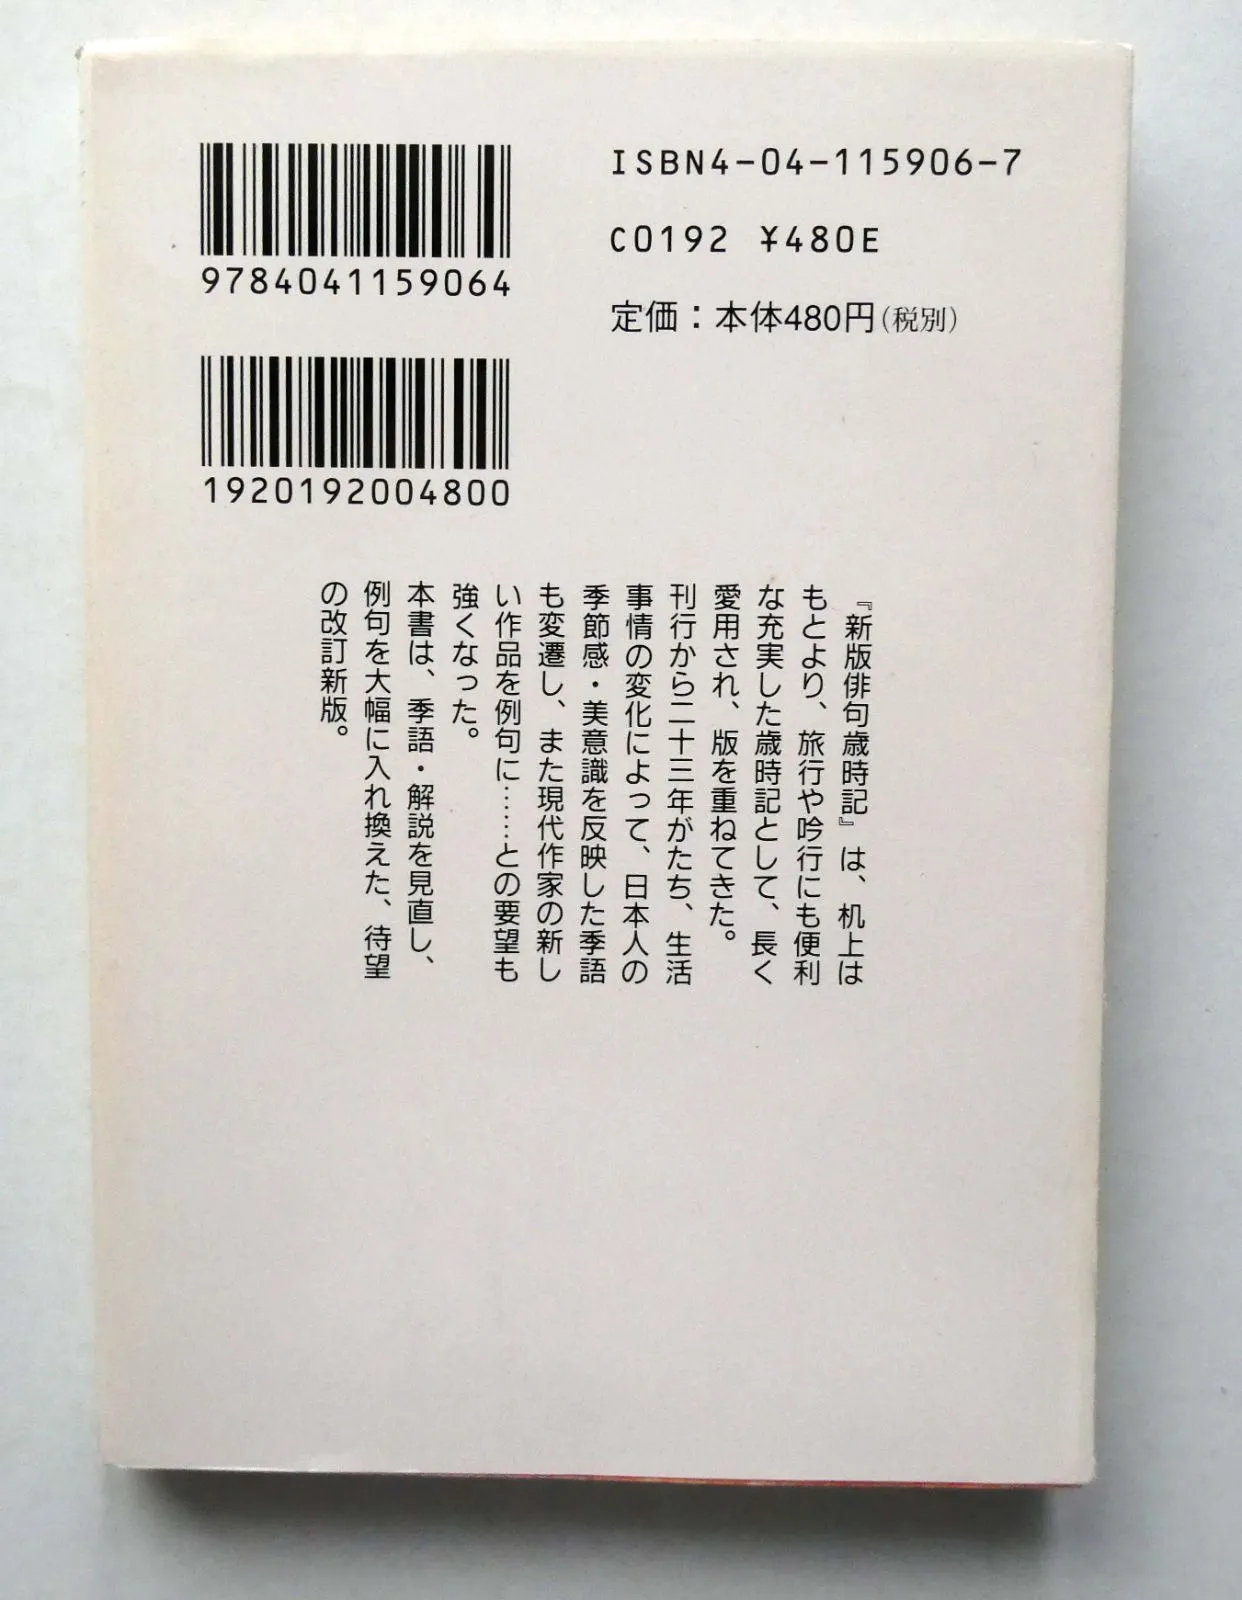 9784041159064
ISBN4-04-115906-7
C0192 ¥480E
定価：本体480円(税別)
1920192004800
『新版俳句歳時記』は、机上は
もとより、旅行や吟行にも便利
な充実した歳時記として、長く
愛用され、版を重ねてきた。
刊行から二十三年がたち、生活
事情の変化によって、日本人の
季節感・美意識を反映した季語
も変遷し、また現代作家の新し
い作品を例句に……との要望も
強くなった。
本書は、季語・解説を見直し、
例句を大幅に入れ換えた、待望
の改訂新版。